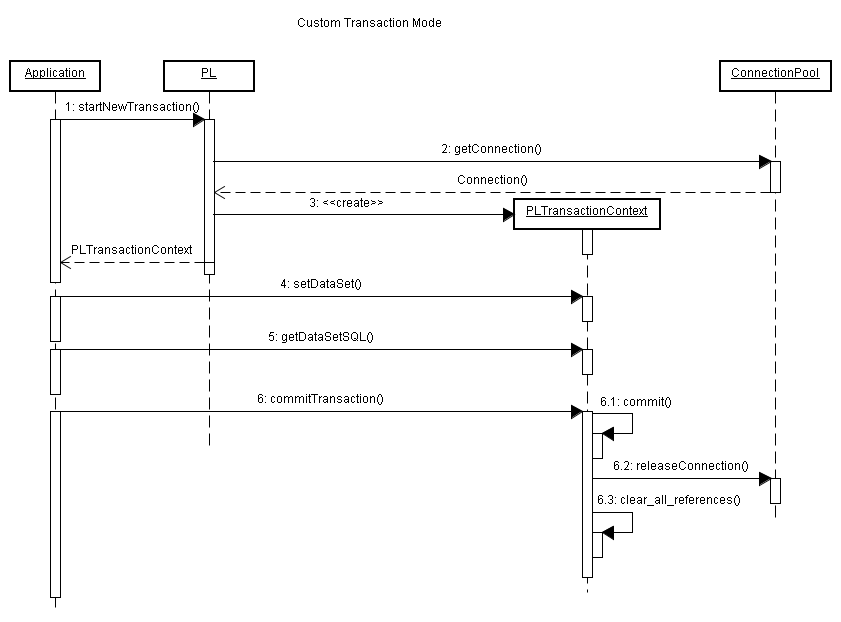 Custom Transaction Mode
Application
PL
ConnectionPool
1: startNewTransaction()
2: getConnection()
Connection()
3: <<create>>
PLTransactionContext
PLTransactionContext
4: setDataSet()
5: getDataSetSQL()
6: commitTransaction()
6.1: commit()
6.2: releaseConnection()
6.3: clear_all_references()